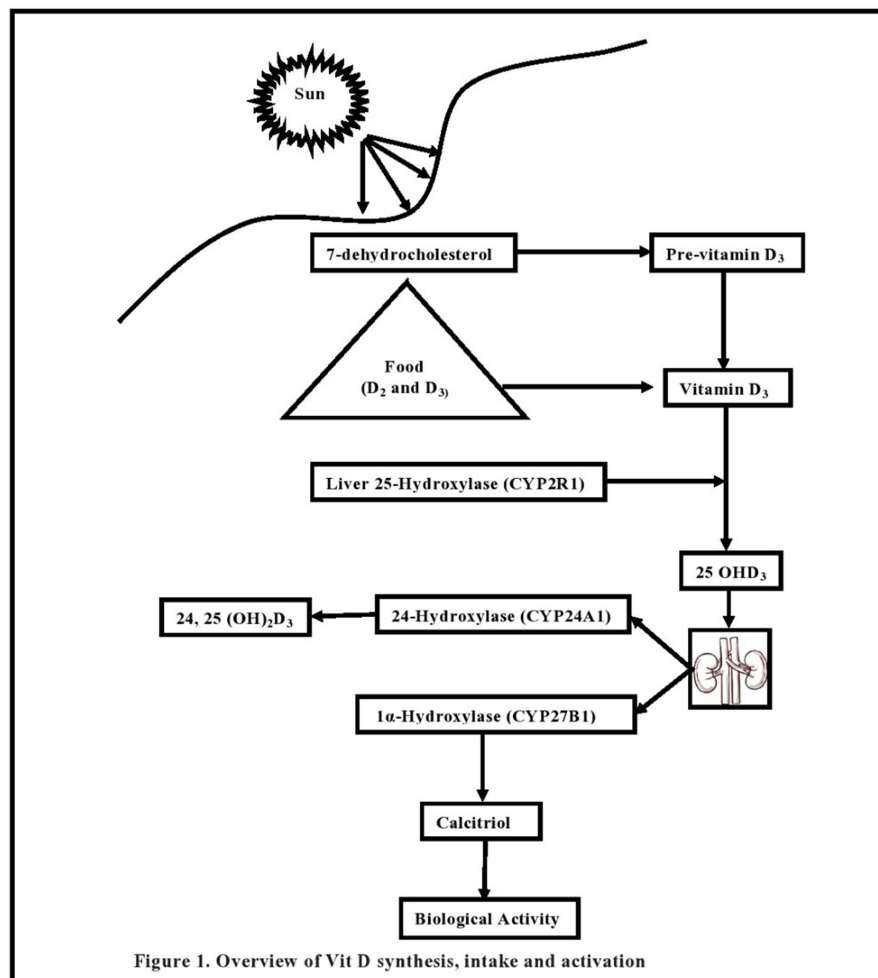 Sun
7-dehydrocholesterol
Pre-vitamin D₃
Food
(D₂ and D₃)
Vitamin D₃
Liver 25-Hydroxylase (CYP2R1)
25 OHD₃
24, 25 (OH)₂D₃
24-Hydroxylase (CYP24A1)
1α-Hydroxylase (CYP27B1)
Calcitriol
Biological Activity
Figure 1. Overview of Vit D synthesis, intake and activation